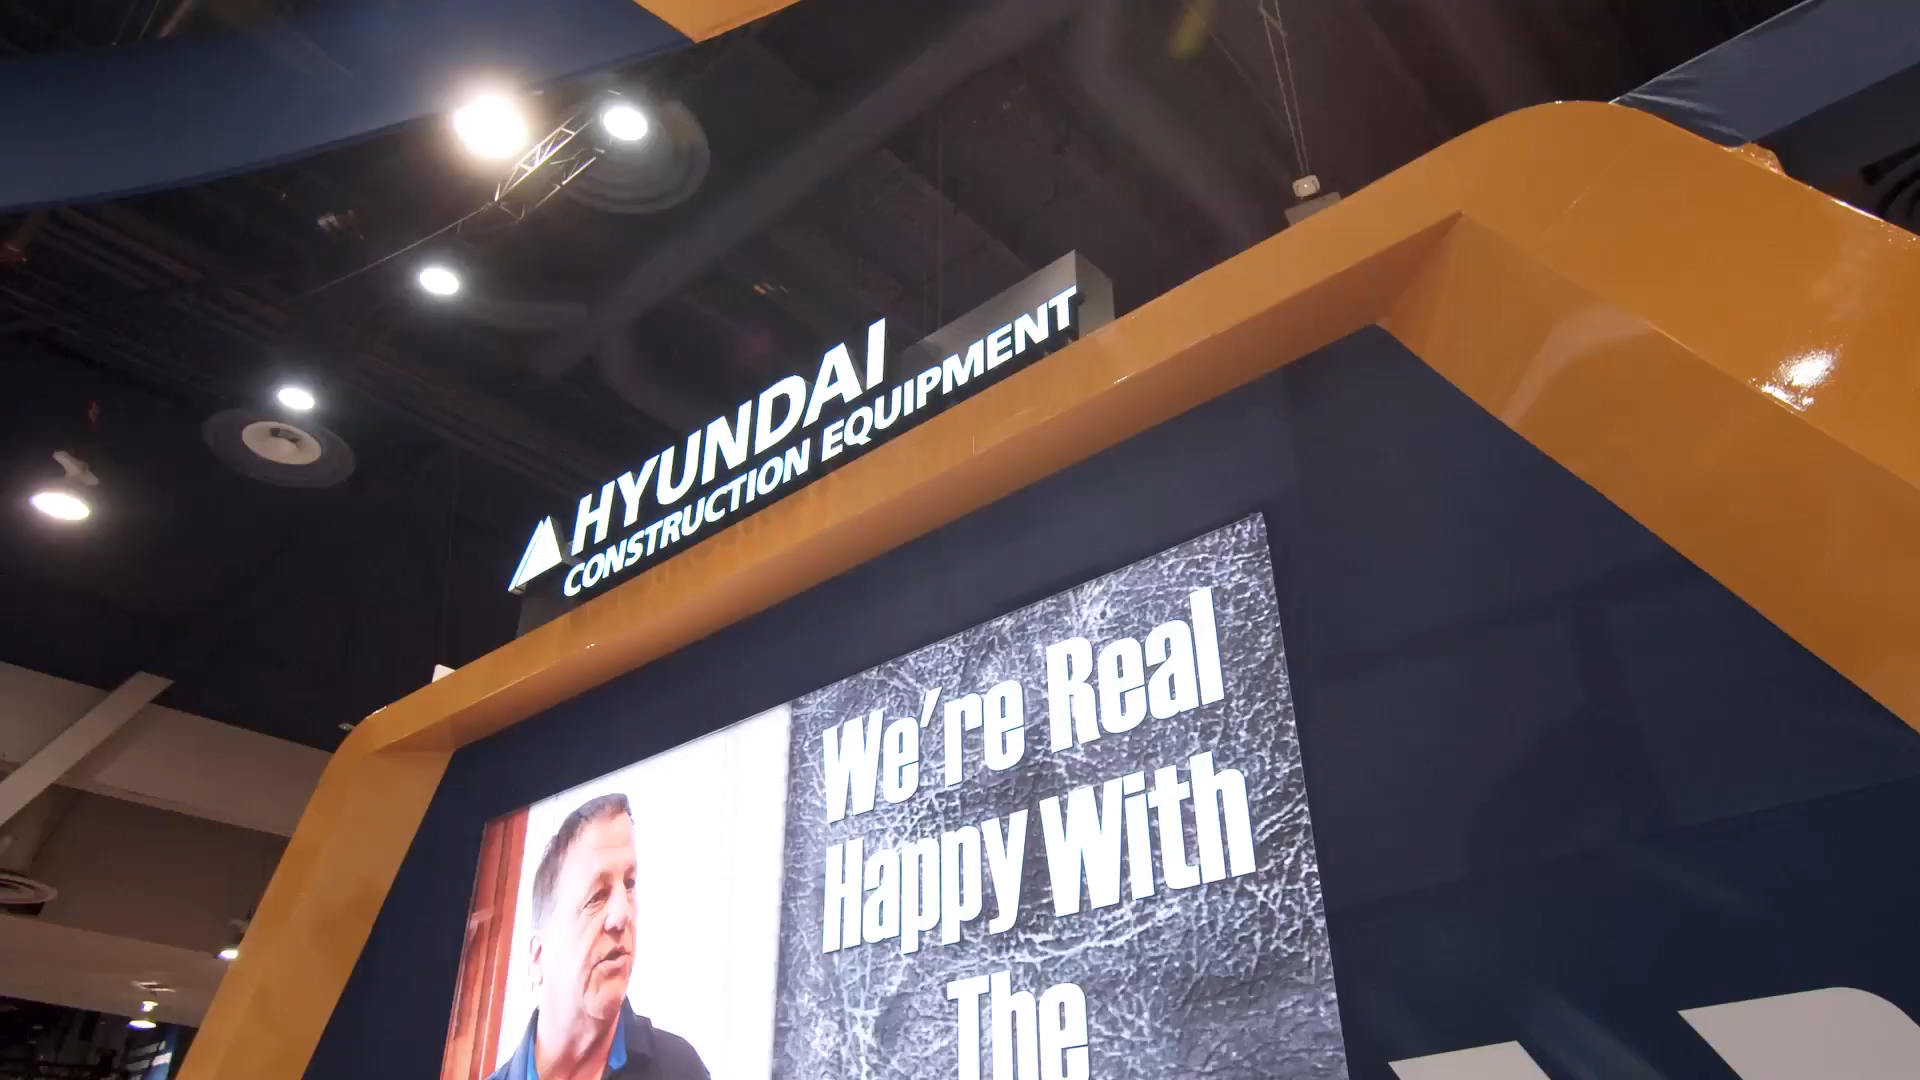 HYUNDAI
CONSTRUCTION EQUIPMENT
We're Real
Happy With
The